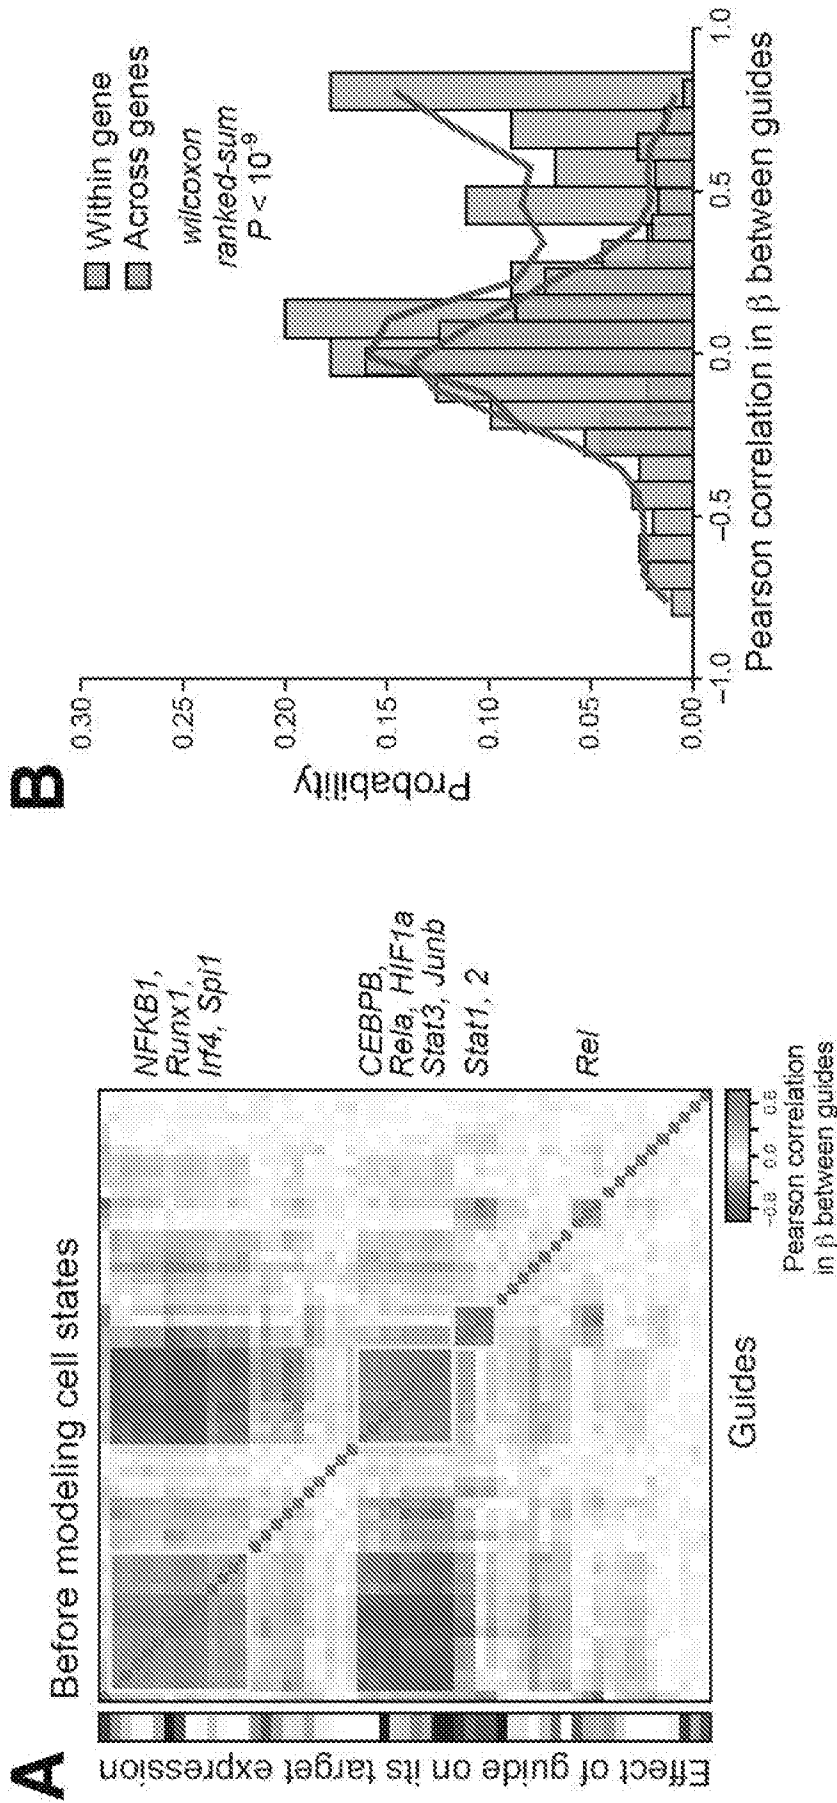 A
Before modeling cell states
Effect of guide on its target expression
NFKB1,
Runx1,
Irf4, Spi1
CEBPB,
Rela, HIF1a
Stat3, Junb
Stat1, 2
Rel
Guides
−0.8 0.0 0.8
Pearson correlation
in β between guides
B
Probability
0.30
0.25
0.20
0.15
0.10
0.05
0.00
Within gene
Across genes
wilcoxon
ranked-sum
P < 10⁻⁹
−1.0 −0.5 0.0 0.5 1.0
Pearson correlation in β between guides